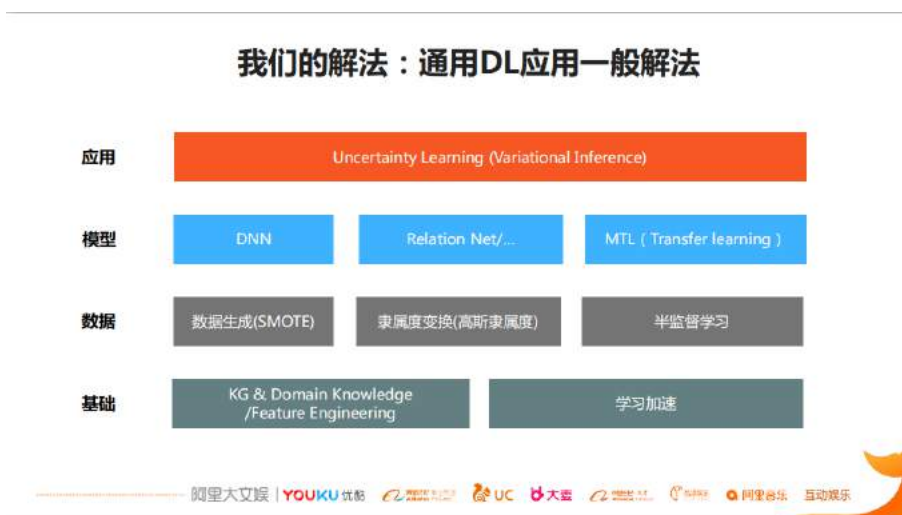 我们的解法：通用DL应用一般解法
应用
Uncertainty Learning (Variational Inference)
模型
DNN
Relation Net/...
MTL ( Transfer learning )
数据
数据生成(SMOTE)
隶属度变换(高斯隶属度)
半监督学习
基础
KG & Domain Knowledge
/Feature Engineering
学习加速
阿里大文娱 YOUKU 优酷 UC 大麦 阿里音乐 互动娱乐